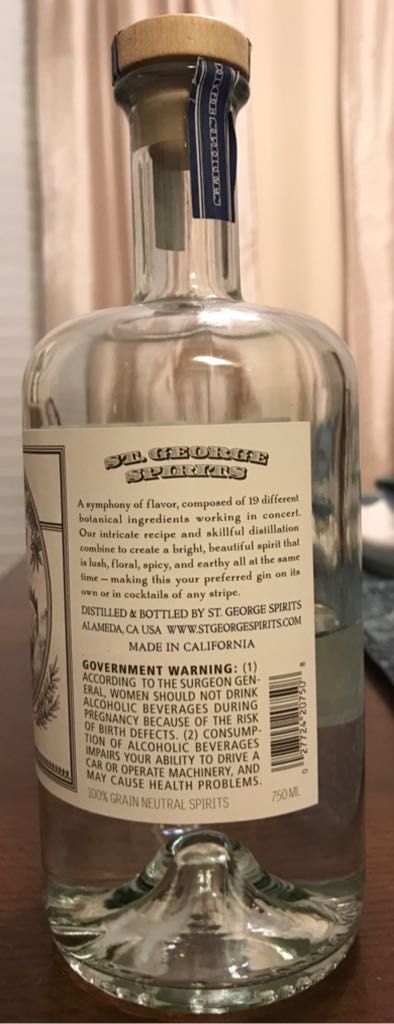 ST. GEORGE
SPIRITS
A symphony of flavor, composed of 19 different
botanical ingredients working in concert.
Our intricate recipe and skillful distillation
combine to create a bright, beautiful spirit that
is lush, floral, spicy, and earthy all at the same
time — making this your preferred gin on its
own or in cocktails of any stripe.
DISTILLED & BOTTLED BY ST. GEORGE SPIRITS
ALAMEDA, CA USA WWW.STGEORGESPIRITS.COM
MADE IN CALIFORNIA
GOVERNMENT WARNING: (1)
ACCORDING TO THE SURGEON GEN-
ERAL, WOMEN SHOULD NOT DRINK
ALCOHOLIC BEVERAGES DURING
PREGNANCY BECAUSE OF THE RISK
OF BIRTH DEFECTS. (2) CONSUMP-
TION OF ALCOHOLIC BEVERAGES
IMPAIRS YOUR ABILITY TO DRIVE A
CAR OR OPERATE MACHINERY, AND
MAY CAUSE HEALTH PROBLEMS.
100% GRAIN NEUTRAL SPIRITS
750 ML
0 27724 20750 8